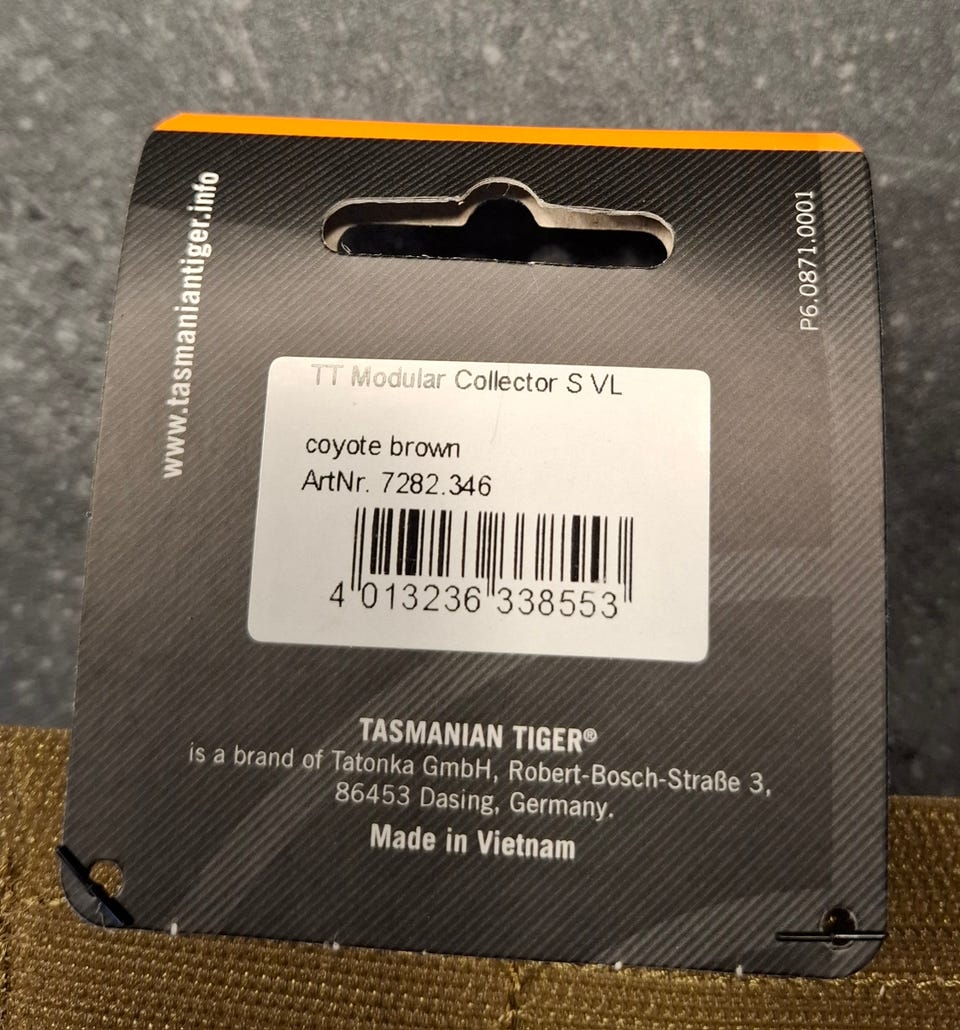 www.tasmaniantiger.info
P6.0871.0001
TT Modular Collector S VL
coyote brown
ArtNr. 7282.346
4 013236 338553
TASMANIAN TIGER®
is a brand of Tatonka GmbH, Robert-Bosch-Straße 3,
86453 Dasing, Germany.
Made in Vietnam